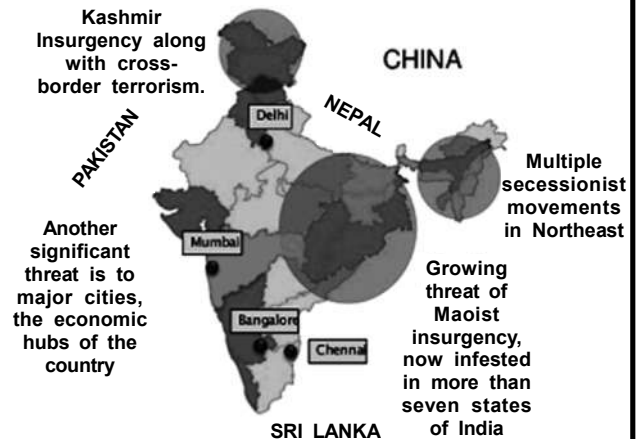 Kashmir
Insurgency along
with cross-
border terrorism.
CHINA
PAKISTAN
NEPAL
Delhi
Multiple
secessionist
movements
in Northeast
Another
significant
threat is to
major cities,
the economic
hubs of the
country
Mumbai
Bangalore
Chennai
Growing
threat of
Maoist
insurgency,
now infested
in more than
seven states
of India
SRI LANKA